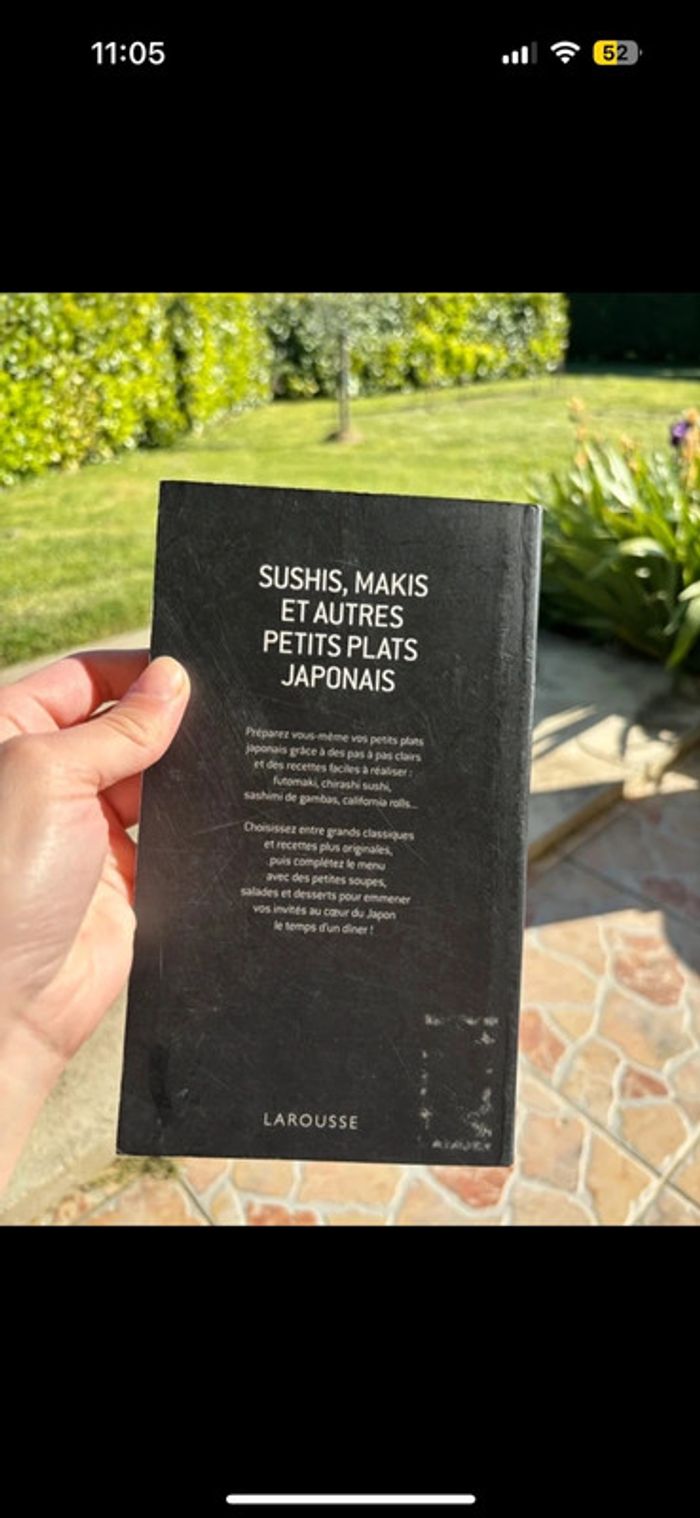 11:05
52
SUSHIS, MAKIS
ET AUTRES
PETITS PLATS
JAPONAIS
Préparez vous-même vos petits plats
japonais grâce à des pas à pas clairs
et des recettes faciles à réaliser :
futomaki, chirashi sushi,
sashimi de gambas, california rolls...
Choisissez entre grands classiques
et recettes plus originales,
puis complétez le menu
avec des petites soupes,
salades et desserts pour emmener
vos invités au cœur du Japon
le temps d'un dîner !
LAROUSSE